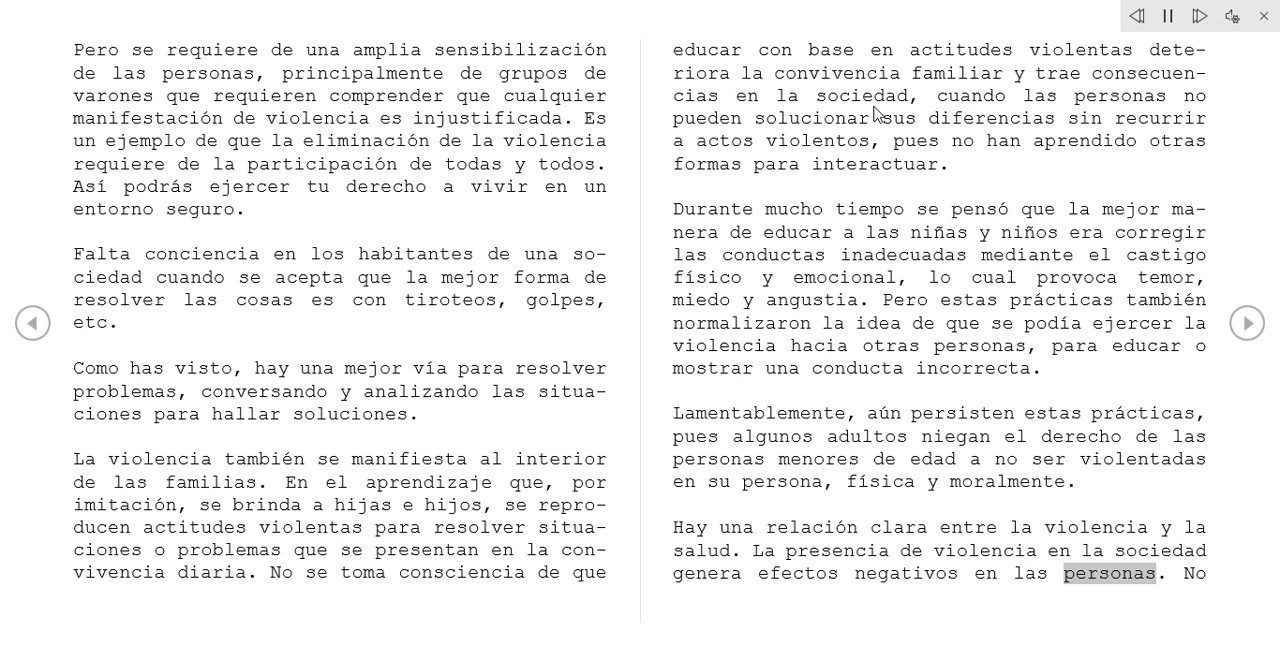 Pero se requiere de una amplia sensibilización
de las personas, principalmente de grupos de
varones que requieren comprender que cualquier
manifestación de violencia es injustificada. Es
un ejemplo de que la eliminación de la violencia
requiere de la participación de todas y todos.
Así podrás ejercer tu derecho a vivir en un
entorno seguro.
Falta conciencia en los habitantes de una so-
ciedad cuando se acepta que la mejor forma de
resolver las cosas es con tiroteos, golpes,
etc.
Como has visto, hay una mejor vía para resolver
problemas, conversando y analizando las situa-
ciones para hallar soluciones.
La violencia también se manifiesta al interior
de las familias. En el aprendizaje que, por
imitación, se brinda a hijas e hijos, se repro-
ducen actitudes violentas para resolver situa-
ciones o problemas que se presentan en la con-
vivencia diaria. No se toma consciencia de que
educar con base en actitudes violentas dete-
riora la convivencia familiar y trae consecuen-
cias en la sociedad, cuando las personas no
pueden solucionar sus diferencias sin recurrir
a actos violentos, pues no han aprendido otras
formas para interactuar.
Durante mucho tiempo se pensó que la mejor ma-
nera de educar a las niñas y niños era corregir
las conductas inadecuadas mediante el castigo
físico y emocional, lo cual provoca temor,
miedo y angustia. Pero estas prácticas también
normalizaron la idea de que se podía ejercer la
violencia hacia otras personas, para educar o
mostrar una conducta incorrecta.
Lamentablemente, aún persisten estas prácticas,
pues algunos adultos niegan el derecho de las
personas menores de edad a no ser violentadas
en su persona, física y moralmente.
Hay una relación clara entre la violencia y la
salud. La presencia de violencia en la sociedad
genera efectos negativos en las personas. No